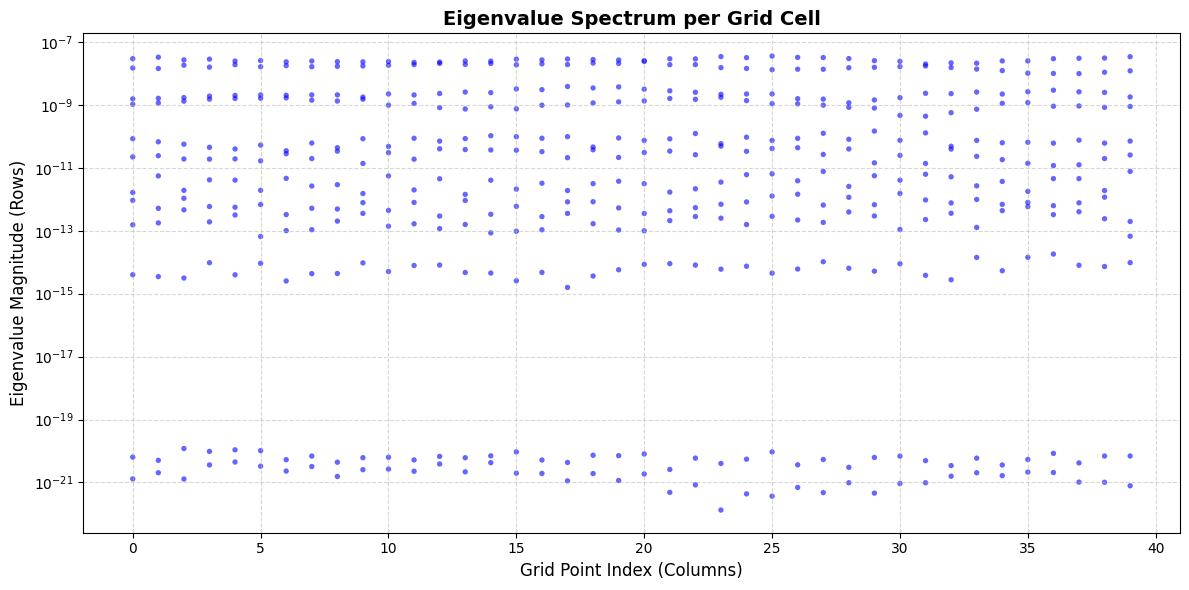 Eigenvalue Spectrum per Grid Cell
Eigenvalue Magnitude (Rows)
10⁻⁷
10⁻⁹
10⁻¹¹
10⁻¹³
10⁻¹⁵
10⁻¹⁷
10⁻¹⁹
10⁻²¹
0 5 10 15 20 25 30 35 40
Grid Point Index (Columns)